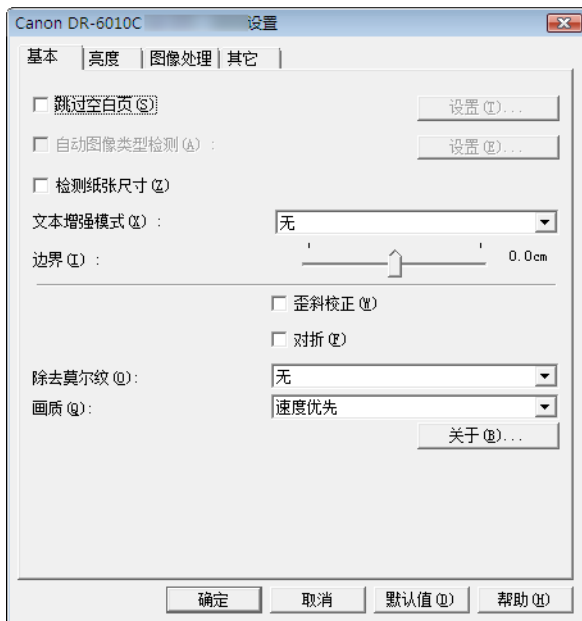 Canon DR-6010C 设置
基本 亮度 图像处理 其它
跳过空白页(S) 设置(T)...
自动图像类型检测(A) : 设置(E)...
检测纸张尺寸(Z)
文本增强模式(X) : 无
边界(I) : 0.0cm
歪斜校正(W)
对折(F)
除去莫尔纹(O): 无
画质(Q): 速度优先
关于(B)...
确定 取消 默认值(D) 帮助(H)